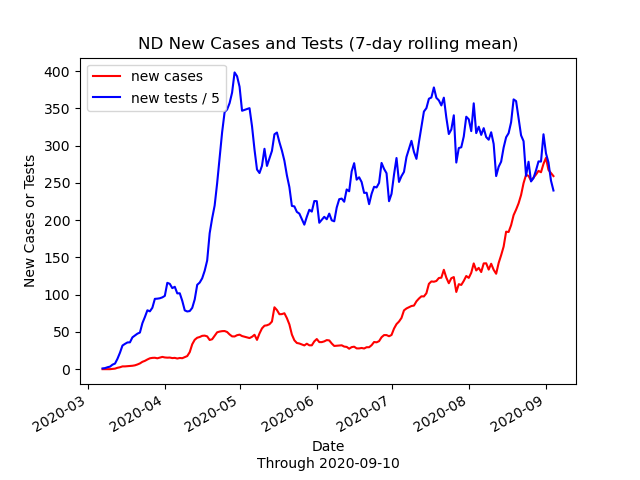 ND New Cases and Tests (7-day rolling mean)
new cases
new tests / 5
New Cases or Tests
400
350
300
250
200
150
100
50
0
2020-03
2020-04
2020-05
2020-06
2020-07
2020-08
2020-09
Date
Through 2020-09-10